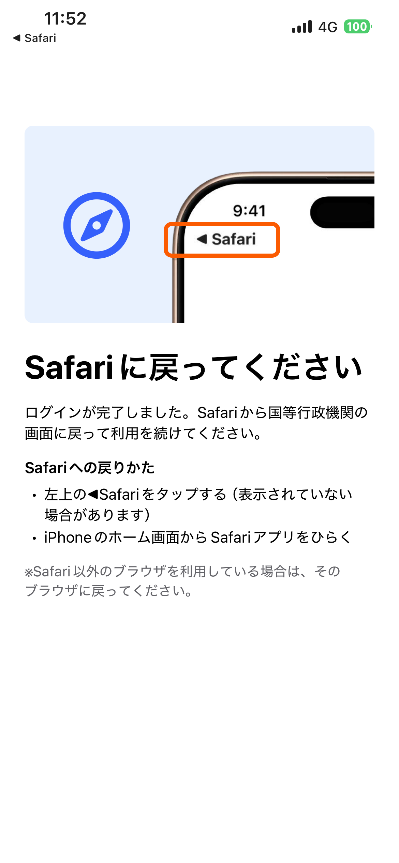 11:52
4G 100
◀ Safari
9:41
◀ Safari
Safariに戻ってください
ログインが完了しました。Safariから国等行政機関の
画面に戻って利用を続けてください。
Safariへの戻りかた
・左上の◀Safariをタップする（表示されていない
場合があります）
・iPhoneのホーム画面からSafariアプリをひらく
※Safari以外のブラウザを利用している場合は、その
ブラウザに戻ってください。